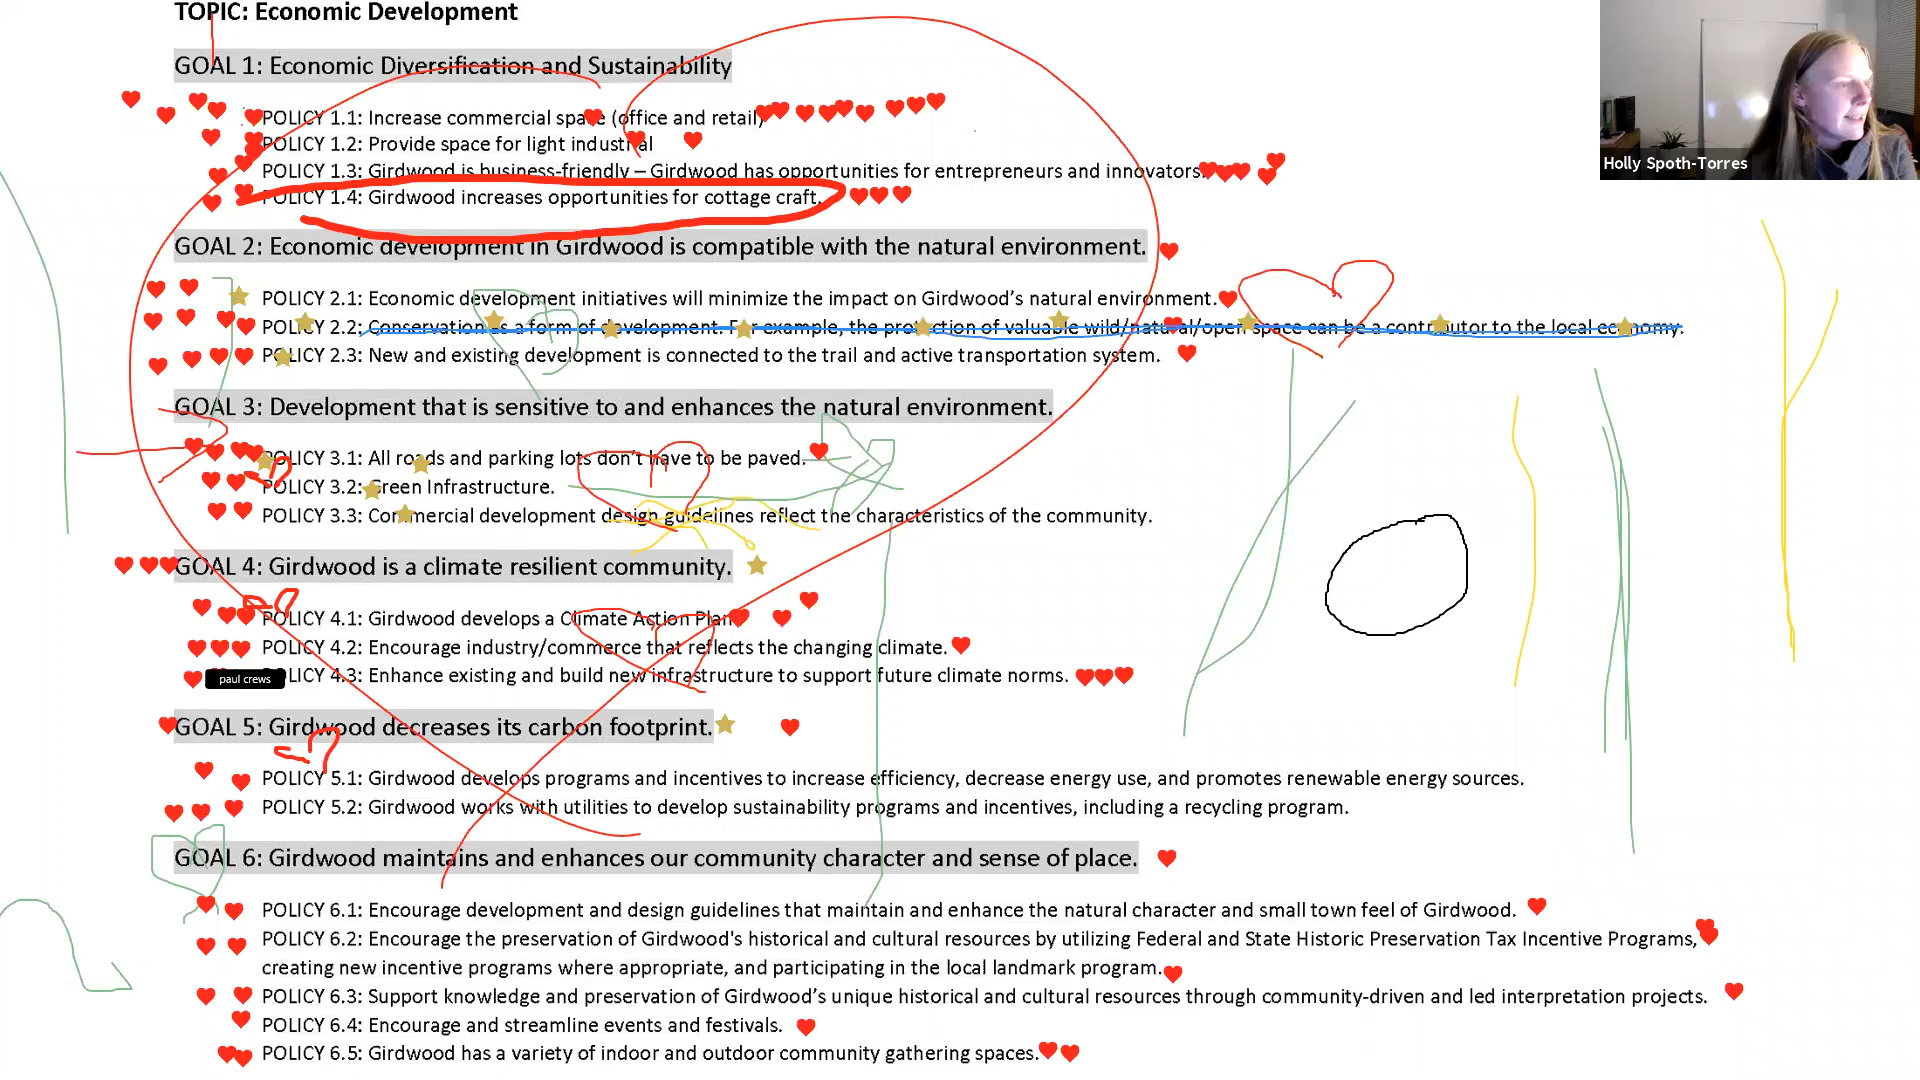 TOPIC: Economic Development
GOAL 1: Economic Diversification and Sustainability
POLICY 1.1: Increase commercial space (office and retail)
POLICY 1.2: Provide space for light industrial
POLICY 1.3: Girdwood is business-friendly – Girdwood has opportunities for entrepreneurs and innovators.
POLICY 1.4: Girdwood increases opportunities for cottage craft.
GOAL 2: Economic development in Girdwood is compatible with the natural environment.
POLICY 2.1: Economic development initiatives will minimize the impact on Girdwood’s natural environment.
POLICY 2.2: Conservation as a form of development. For example, the protection of valuable wild/natural/open space can be a contributor to the local economy.
POLICY 2.3: New and existing development is connected to the trail and active transportation system.
GOAL 3: Development that is sensitive to and enhances the natural environment.
POLICY 3.1: All roads and parking lots don’t have to be paved.
POLICY 3.2: Green Infrastructure.
POLICY 3.3: Commercial development design guidelines reflect the characteristics of the community.
GOAL 4: Girdwood is a climate resilient community.
POLICY 4.1: Girdwood develops a Climate Action Plan
POLICY 4.2: Encourage industry/commerce that reflects the changing climate.
paul crews
POLICY 4.3: Enhance existing and build new infrastructure to support future climate norms.
GOAL 5: Girdwood decreases its carbon footprint.
POLICY 5.1: Girdwood develops programs and incentives to increase efficiency, decrease energy use, and promotes renewable energy sources.
POLICY 5.2: Girdwood works with utilities to develop sustainability programs and incentives, including a recycling program.
GOAL 6: Girdwood maintains and enhances our community character and sense of place.
POLICY 6.1: Encourage development and design guidelines that maintain and enhance the natural character and small town feel of Girdwood.
POLICY 6.2: Encourage the preservation of Girdwood's historical and cultural resources by utilizing Federal and State Historic Preservation Tax Incentive Programs,
creating new incentive programs where appropriate, and participating in the local landmark program.
POLICY 6.3: Support knowledge and preservation of Girdwood’s unique historical and cultural resources through community-driven and led interpretation projects.
POLICY 6.4: Encourage and streamline events and festivals.
POLICY 6.5: Girdwood has a variety of indoor and outdoor community gathering spaces.
Holly Spoth-Torres